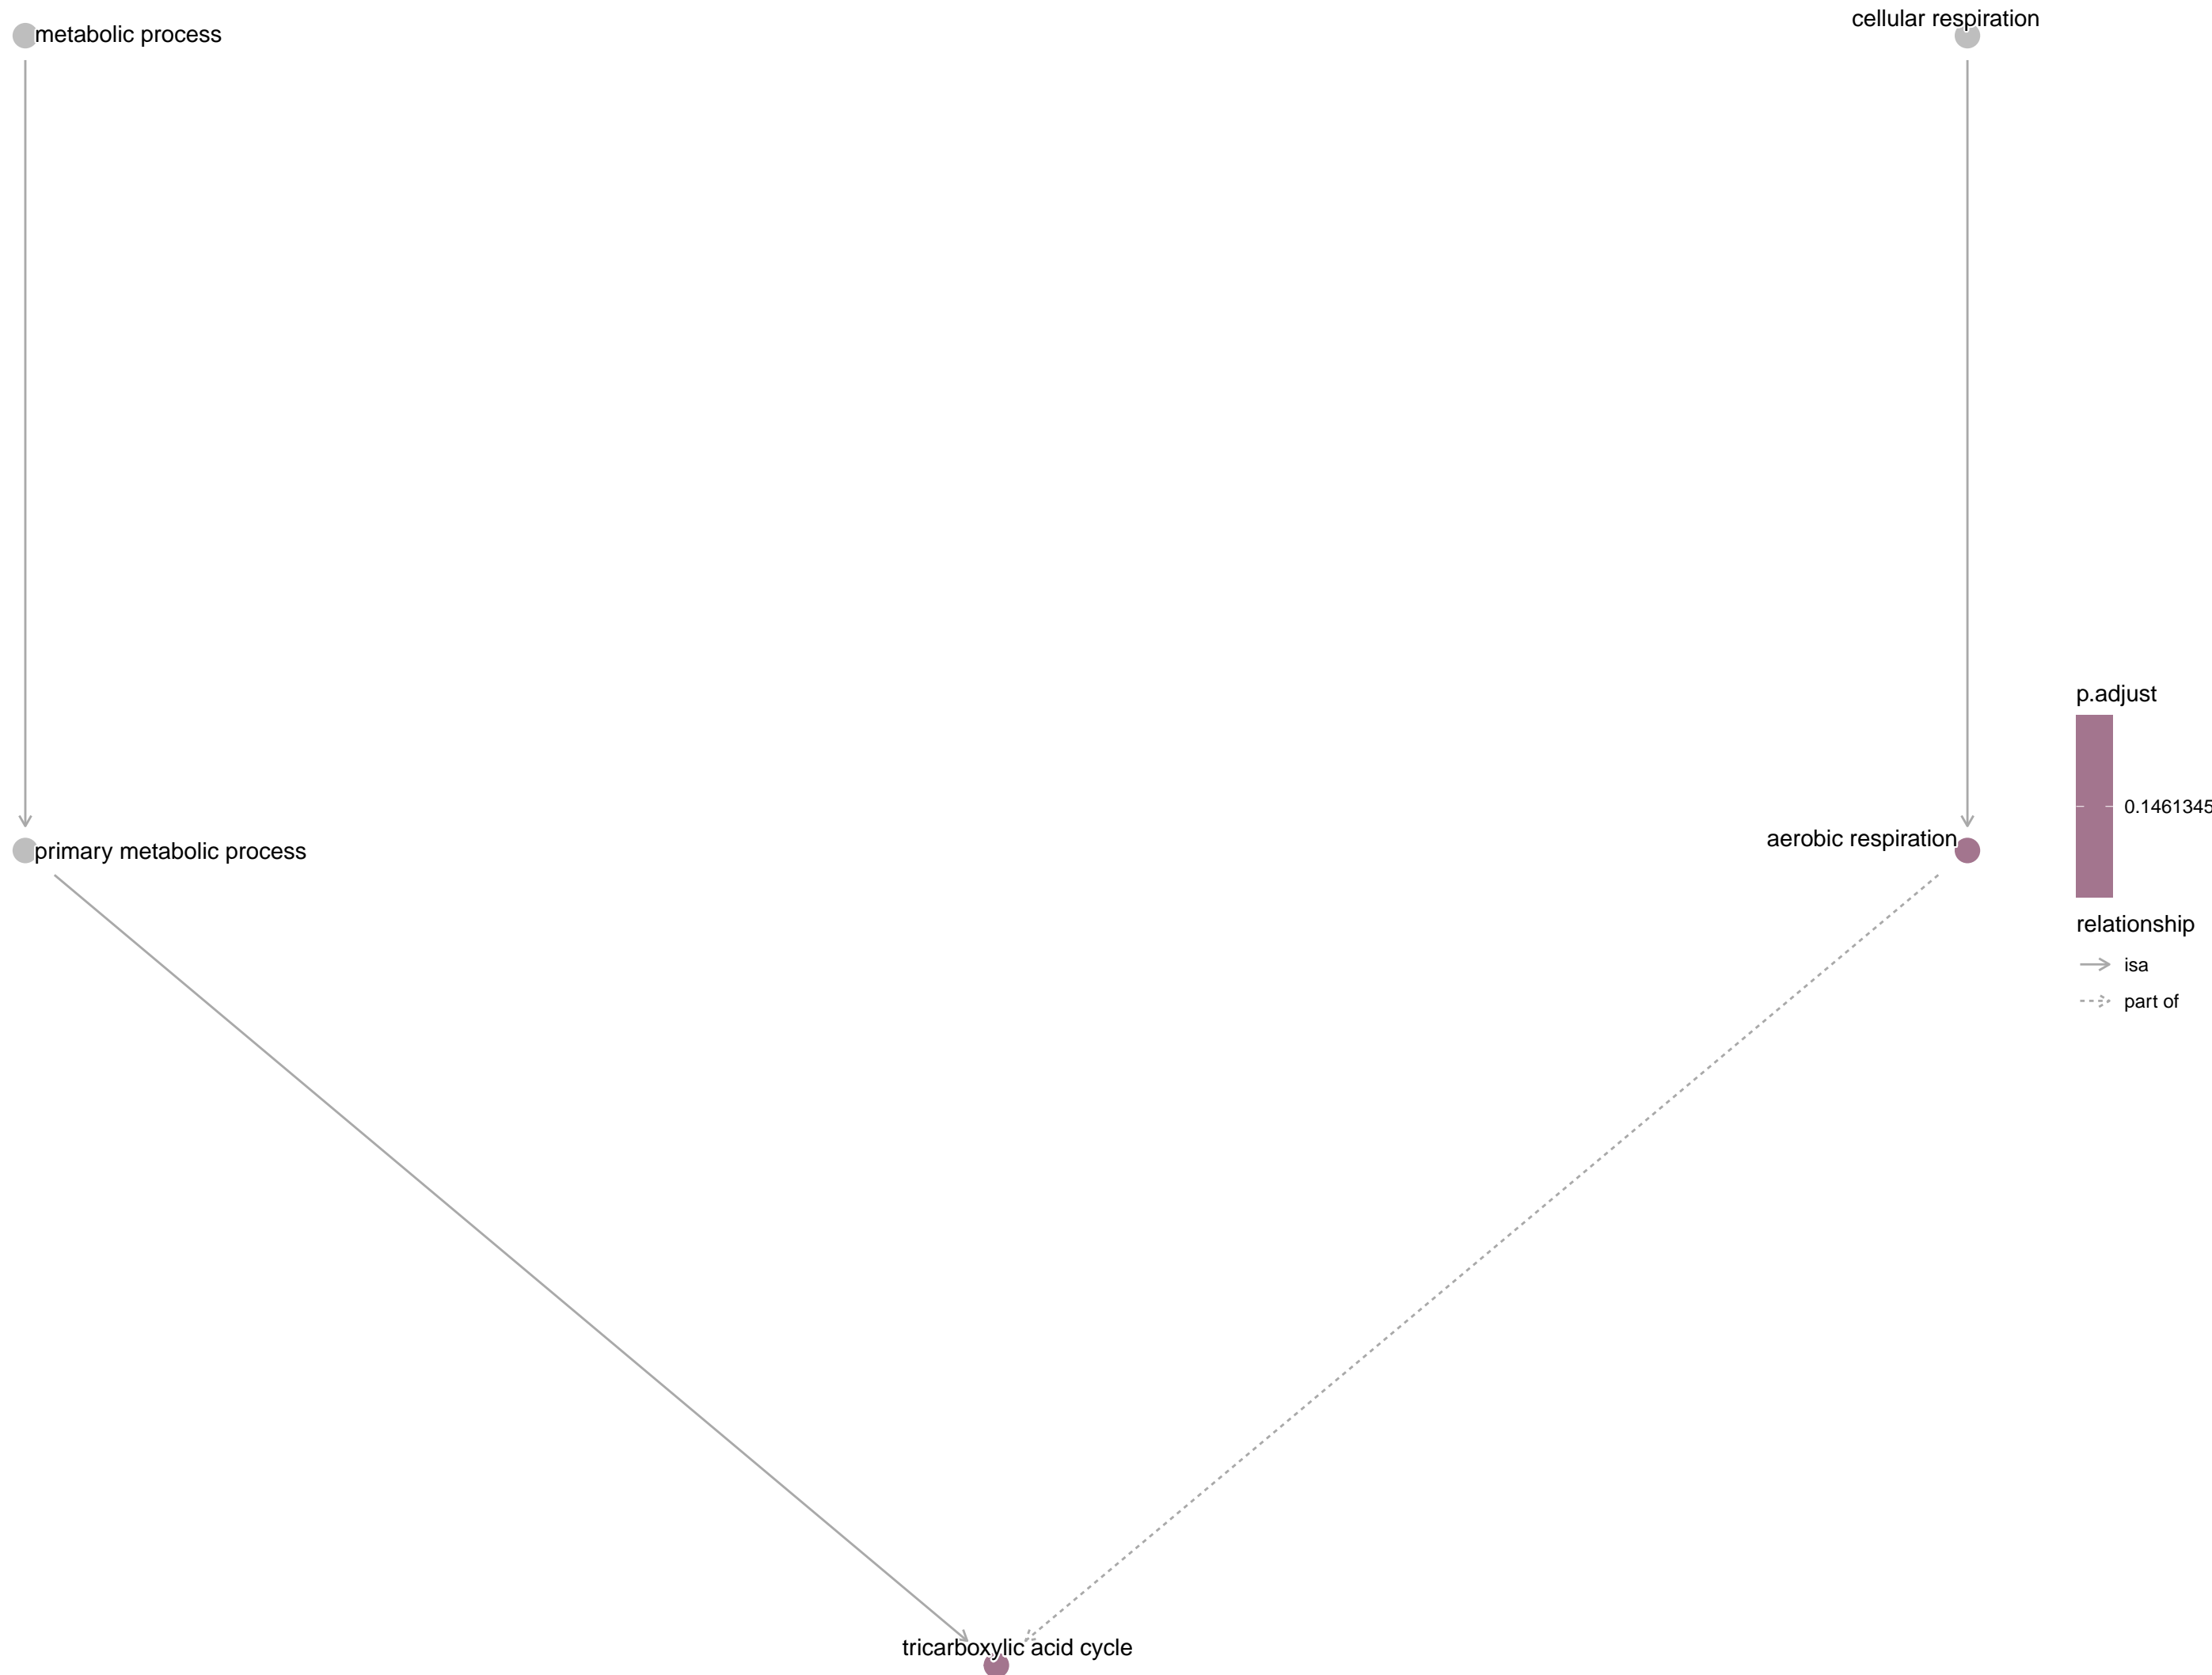 metabolic process
cellular respiration
primary metabolic process
aerobic respiration
p.adjust
0.1461345
relationship
isa
part of
tricarboxylic acid cycle